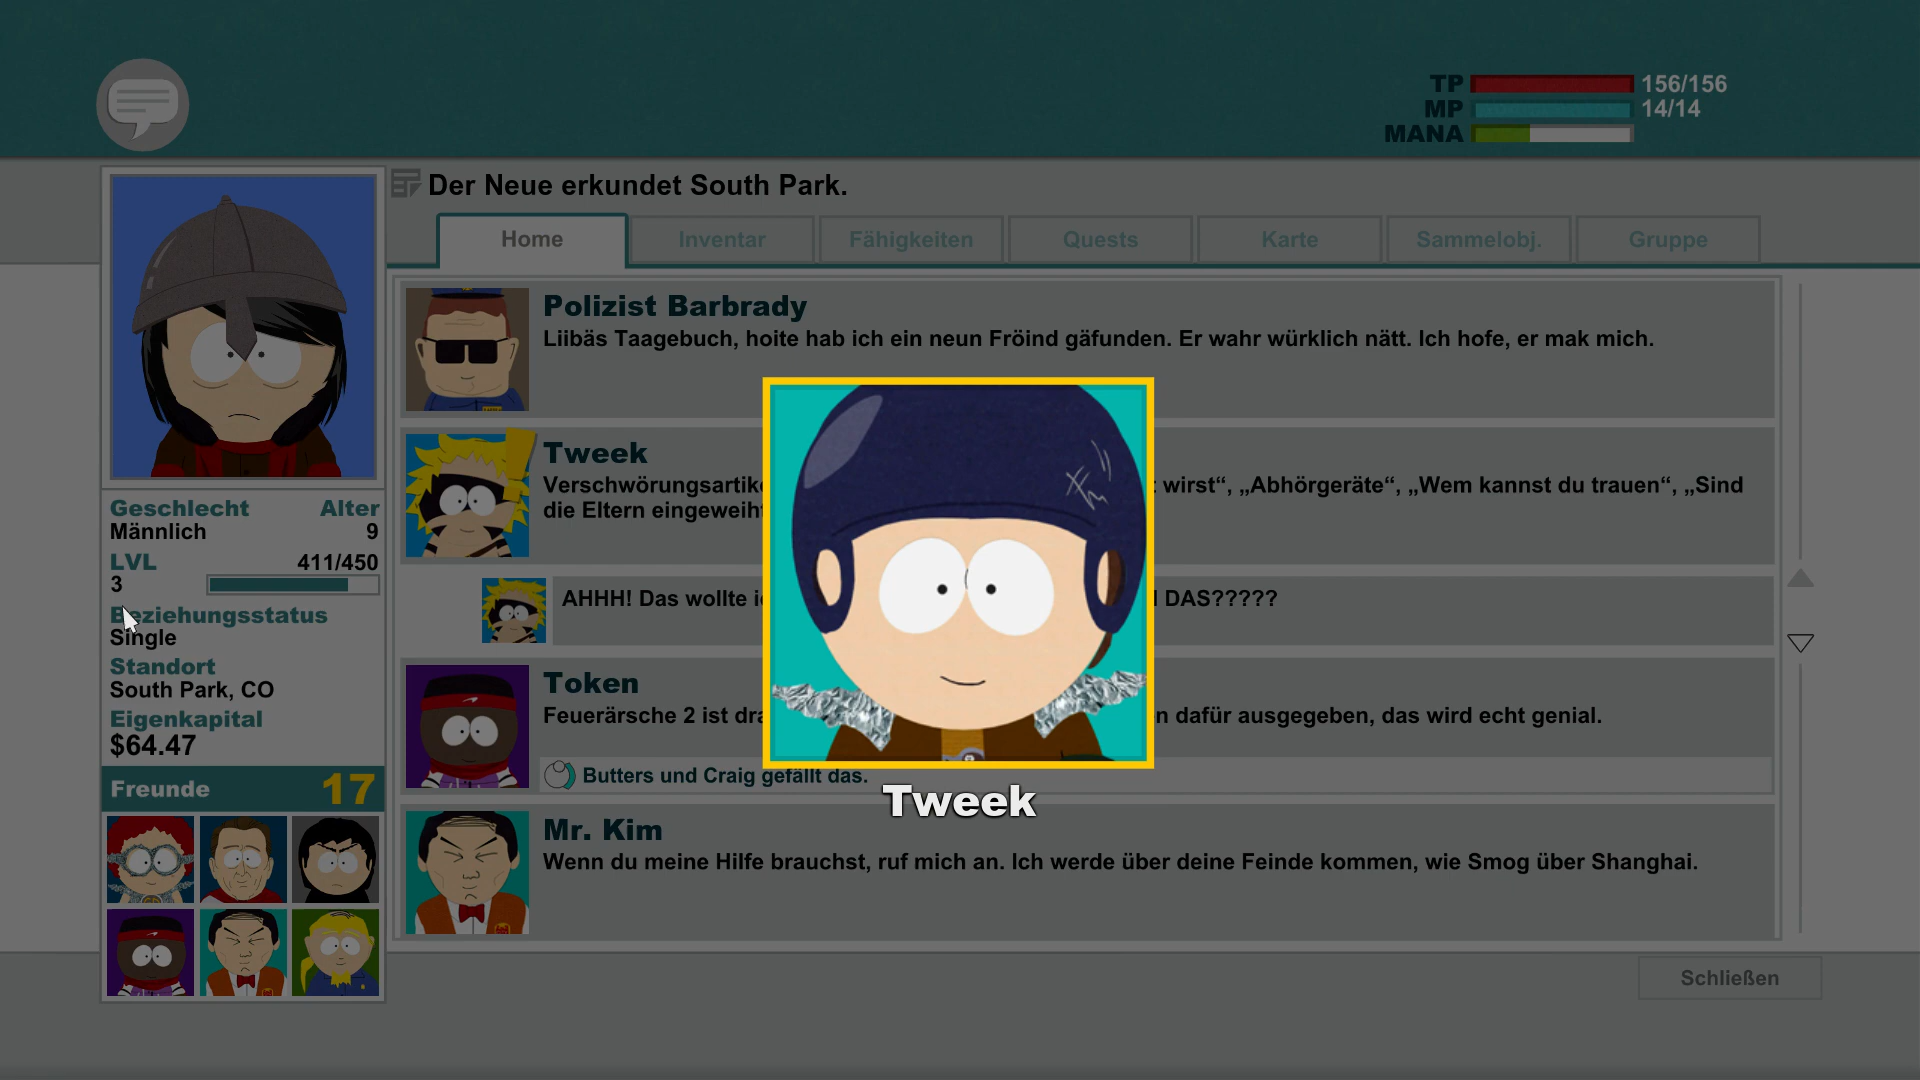 TP 156/156
MP 14/14
MANA
Der Neue erkundet South Park.
Home Inventar Fähigkeiten Quests Karte Sammelobj. Gruppe
Polizist Barbrady
Liibäs Taagebuch, hoite hab ich ein neun Fröind gäfunden. Er wahr würklich nätt. Ich hofe, er mak mich.
Tweek
wirst“, „Abhörgeräte“, „Wem kannst du trauen“, „Sind
die Eltern
AHHH! Das wollte DAS?????
Token
Feuerärsche 2 ist dafür ausgegeben, das wird echt genial.
Butters und Craig gefällt das.
Tweek
Mr. Kim
Wenn du meine Hilfe brauchst, ruf mich an. Ich werde über deine Feinde kommen, wie Smog über Shanghai.
Geschlecht Alter
Männlich 9
LVL 411/450
3
Beziehungsstatus
Single
Standort
South Park, CO
Eigenkapital
$64.47
Freunde 17
Schließen